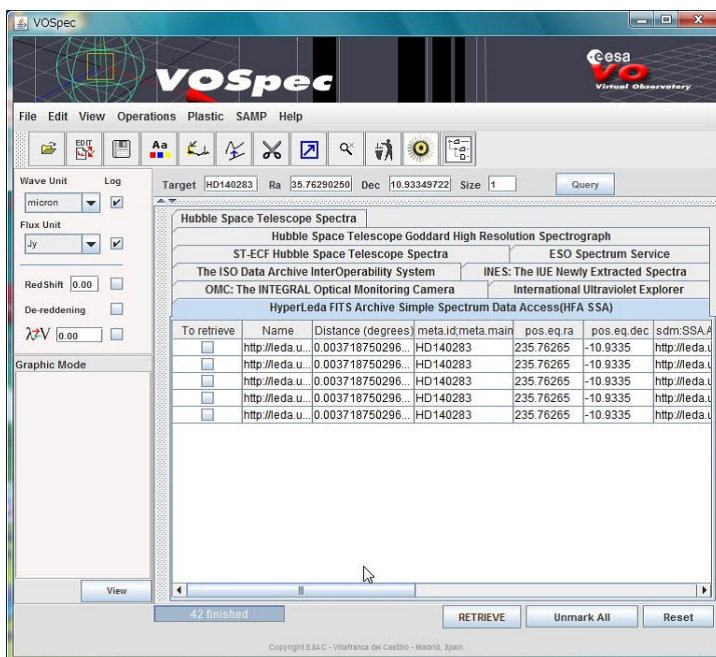 VOSpec
VOSpec
esa
VO
Virtual Observatory
File Edit View Operations Plastic SAMP Help
EDIT
Aa
Wave Unit Log
micron
Flux Unit
Jy
RedShift 0.00
De-reddening
λ⇄V 0.00
Graphic Mode
View
Target HD140283 Ra 35.76290250 Dec 10.93349722 Size 1 Query
Hubble Space Telescope Spectra
Hubble Space Telescope Goddard High Resolution Spectrograph
ST-ECF Hubble Space Telescope Spectra ESO Spectrum Service
The ISO Data Archive InterOperability System INES: The IUE Newly Extracted Spectra
OMC: The INTEGRAL Optical Monitoring Camera International Ultraviolet Explorer
HyperLeda FITS Archive Simple Spectrum Data Access(HFA SSA)
To retrieve Name Distance (degrees) meta.id;meta.main pos.eq.ra pos.eq.dec sdm:SSA.A
http://leda.u... 0.003718750296... HD140283 235.76265 -10.9335 http://leda.u
http://leda.u... 0.003718750296... HD140283 235.76265 -10.9335 http://leda.u
http://leda.u... 0.003718750296... HD140283 235.76265 -10.9335 http://leda.u
http://leda.u... 0.003718750296... HD140283 235.76265 -10.9335 http://leda.u
http://leda.u... 0.003718750296... HD140283 235.76265 -10.9335 http://leda.u
42 finished RETRIEVE Unmark All Reset
Copyright ESAC - Villafranca del Castillo - Madrid, Spain